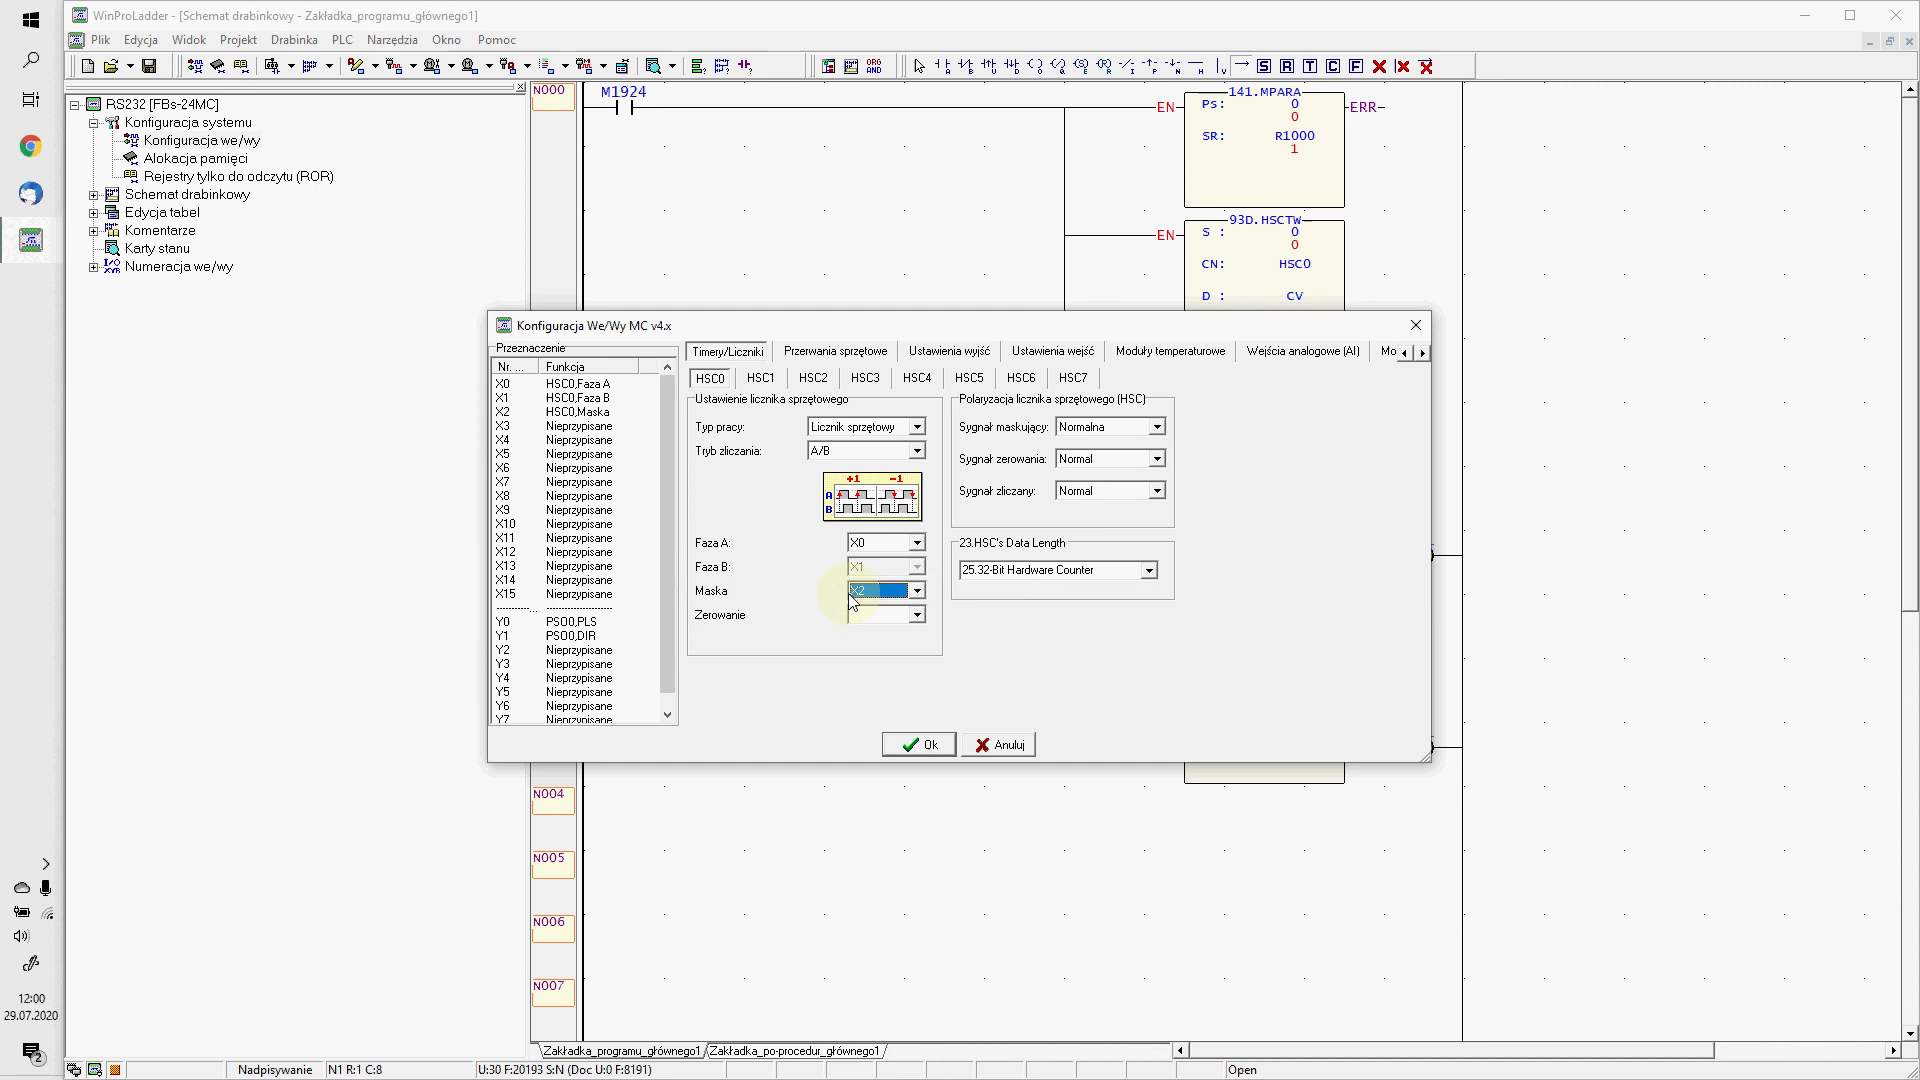 WinProLadder - [Schemat drabinkowy - Zakładka_programu_głównego1]
Plik Edycja Widok Projekt Drabinka PLC Narzędzia Okno Pomoc
ORG
AND
S R T C F
RS232 [FBs-24MC]
Konfiguracja systemu
Konfiguracja we/wy
Alokacja pamięci
Rejestry tylko do odczytu (ROR)
Schemat drabinkowy
Edycja tabel
Komentarze
Karty stanu
Numeracja we/wy
N000
M1924
EN
141.MPARA
Ps: 0
0
SR: R1000
1
ERR
EN
93D.HSCTW
S : 0
0
CN: HSC0
D : CV
Konfiguracja We/Wy MC v4.x
Przeznaczenie
Nr. ... Funkcja
X0 HSC0,Faza A
X1 HSC0,Faza B
X2 HSC0,Maska
X3 Nieprzypisane
X4 Nieprzypisane
X5 Nieprzypisane
X6 Nieprzypisane
X7 Nieprzypisane
X8 Nieprzypisane
X9 Nieprzypisane
X10 Nieprzypisane
X11 Nieprzypisane
X12 Nieprzypisane
X13 Nieprzypisane
X14 Nieprzypisane
X15 Nieprzypisane
Y0 PSO0,PLS
Y1 PSO0,DIR
Y2 Nieprzypisane
Y3 Nieprzypisane
Y4 Nieprzypisane
Y5 Nieprzypisane
Y6 Nieprzypisane
Y7 Nieprzypisane
Timery/Liczniki Przerwania sprzętowe Ustawienia wyjść Ustawienia wejść Moduły temperaturowe Wejścia analogowe (AI) Mo
HSC0 HSC1 HSC2 HSC3 HSC4 HSC5 HSC6 HSC7
Ustawienie licznika sprzętowego
Typ pracy: Licznik sprzętowy
Tryb zliczania: A/B
+1 -1
A
B
Faza A: X0
Faza B: X1
Maska X2
Zerowanie
Polaryzacja licznika sprzętowego (HSC)
Sygnał maskujący: Normalna
Sygnał zerowania: Normal
Sygnał zliczany: Normal
23.HSC's Data Length
25.32-Bit Hardware Counter
Ok Anuluj
N004
N005
N006
N007
Zakładka_programu_głównego1 Zakładka_po-procedur_głównego1
Nadpisywanie N1 R:1 C:8 U:30 F:20193 S:N (Doc U:0 F:8191) Open
12:00
29.07.2020
2